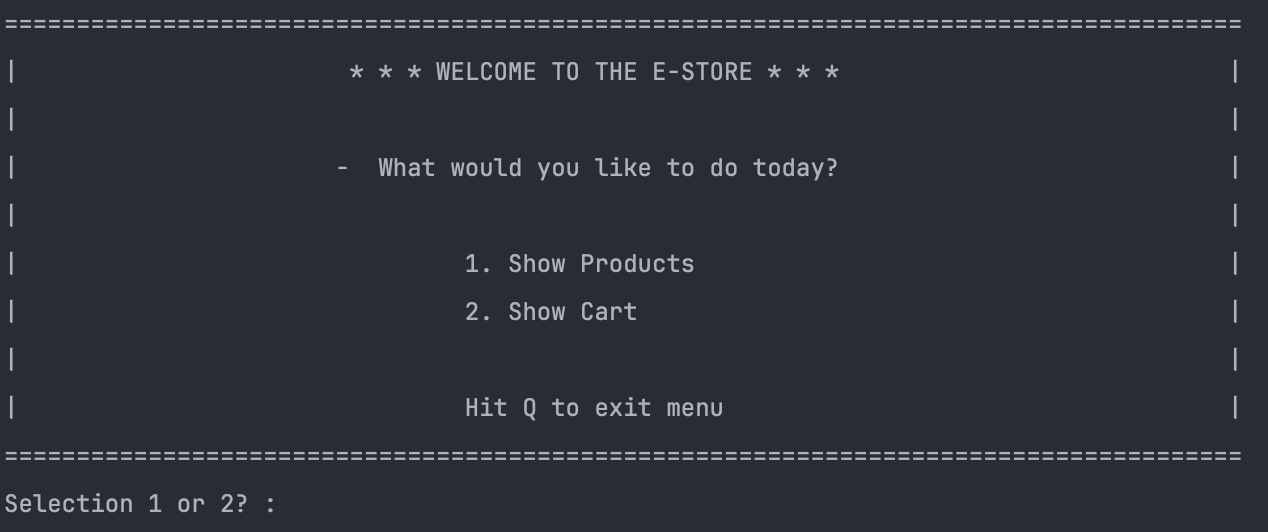 ======================================================================================
| * * * WELCOME TO THE E-STORE * * * |
| |
| - What would you like to do today? |
| |
| 1. Show Products |
| 2. Show Cart |
| |
| Hit Q to exit menu |
======================================================================================
Selection 1 or 2? :